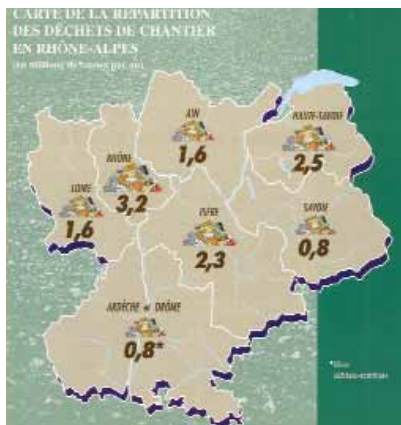 CARTE DE LA REPARTITION
DES DÉCHETS DE CHANTIER
EN RHÔNE-ALPES
AIN
1,6
HAUTE-SAVOIE
2,5
RHÔNE
3,2
LOIRE
1,6
ISÈRE
2,3
SAVOIE
0,8
ARDÈCHE et DRÔME
0,8*